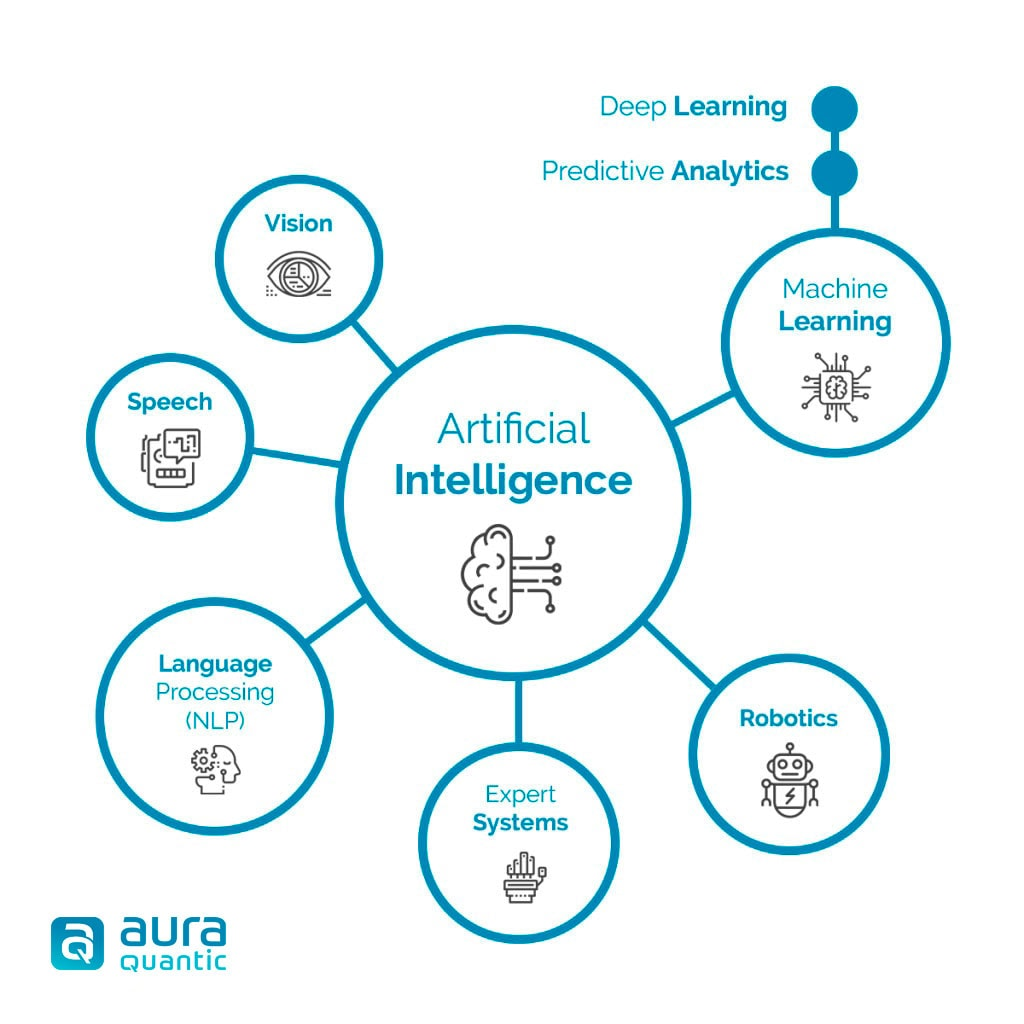 Deep Learning
Predictive Analytics
Vision
Machine
Learning
Speech
Artificial
Intelligence
Language
Processing
(NLP)
Robotics
Expert
Systems
aura
quantic